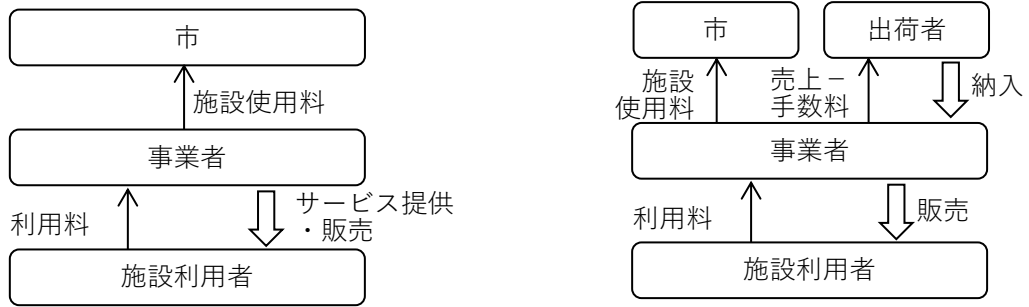 市
施設使用料
事業者
利用料
サービス提供
・販売
施設利用者
市
出荷者
施設
使用料
売上－
手数料
納入
事業者
利用料
販売
施設利用者